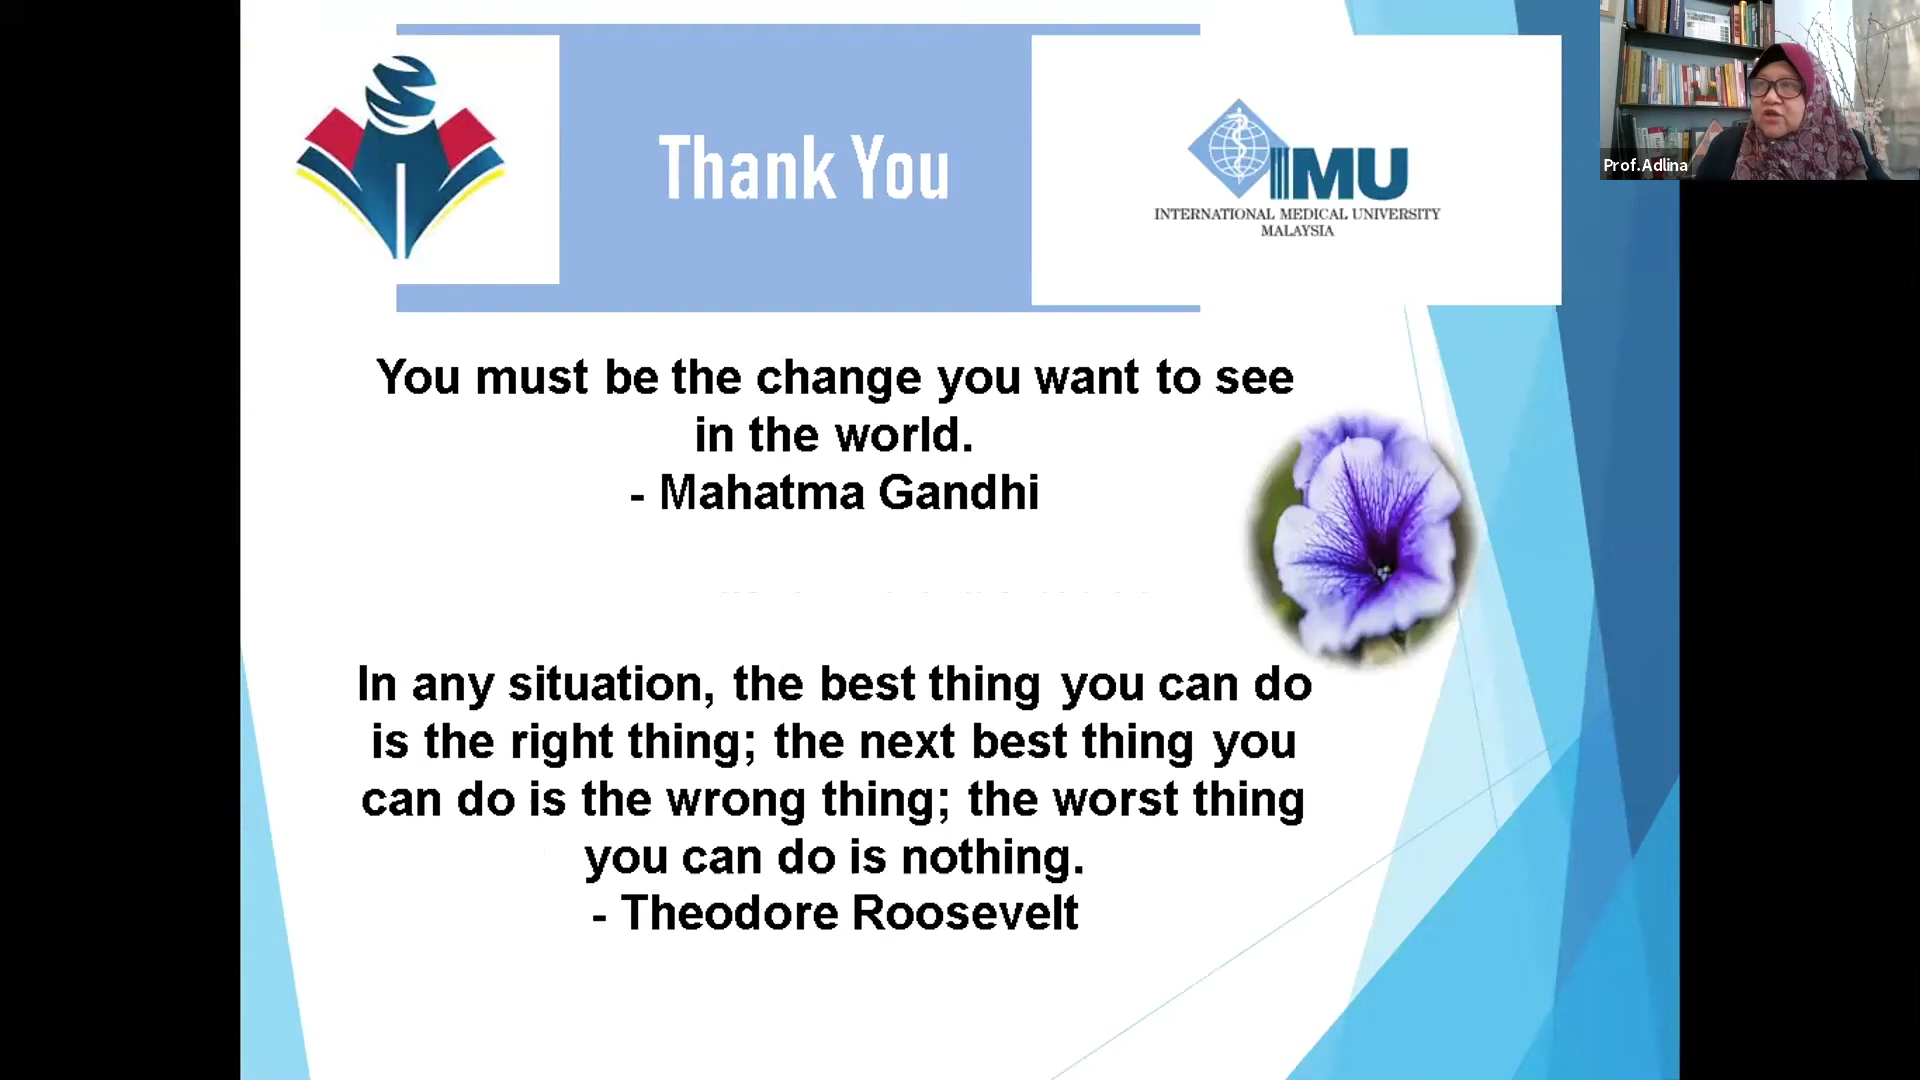 Thank You
IMU
INTERNATIONAL MEDICAL UNIVERSITY
MALAYSIA
Prof.Adlina
You must be the change you want to see
in the world.
- Mahatma Gandhi
In any situation, the best thing you can do
is the right thing; the next best thing you
can do is the wrong thing; the worst thing
you can do is nothing.
- Theodore Roosevelt